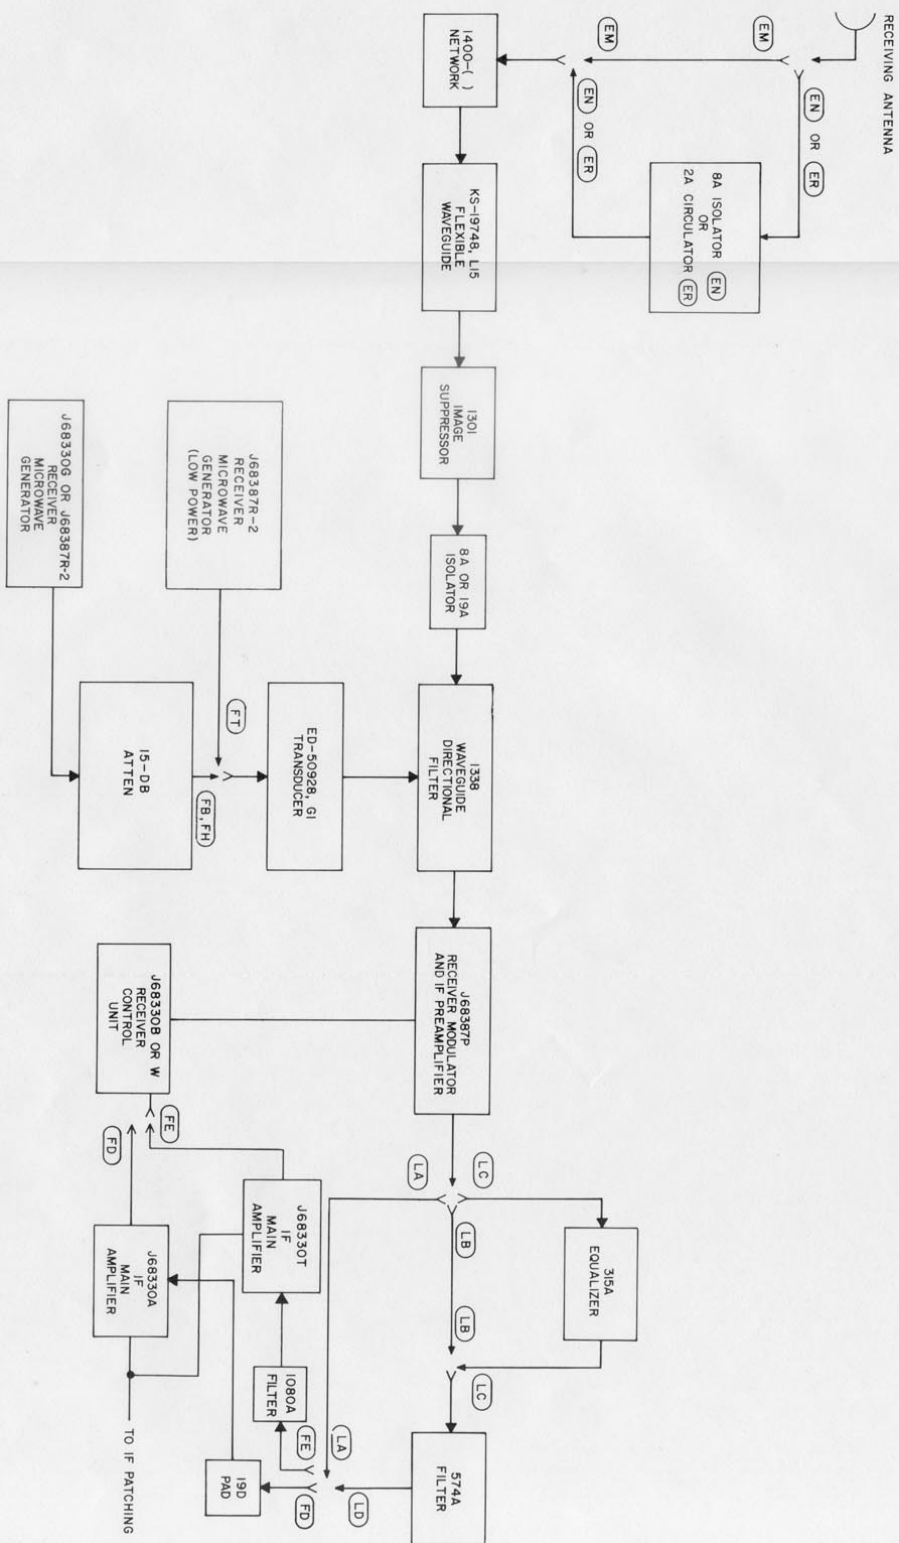 RECEIVING ANTENNA
EM
EM
EN OR ER
EN OR ER
8A ISOLATOR EN
OR
2A CIRCULATOR ER
1400-( )
NETWORK
KS-19748, L15
FLEXIBLE
WAVEGUIDE
1301
IMAGE
SUPPRESSOR
8A OR 19A
ISOLATOR
1338
WAVEGUIDE
DIRECTIONAL
FILTER
J68387P
RECEIVER MODULATOR
AND IF PREAMPLIFIER
LC
LA
LB
LB
LC
315A
EQUALIZER
574A
FILTER
J68387R-2
RECEIVER
MICROWAVE
GENERATOR
(LOW POWER)
J68330G OR J68387R-2
RECEIVER
MICROWAVE
GENERATOR
FT
ED-50928, G1
TRANSDUCER
FB, FH
15-DB
ATTEN
J68330B OR W
RECEIVER
CONTROL
UNIT
FE
FD
J68330T
IF
MAIN
AMPLIFIER
J68330A
IF
MAIN
AMPLIFIER
1080A
FILTER
LA
FE
LD
FD
19D
PAD
TO IF PATCHING